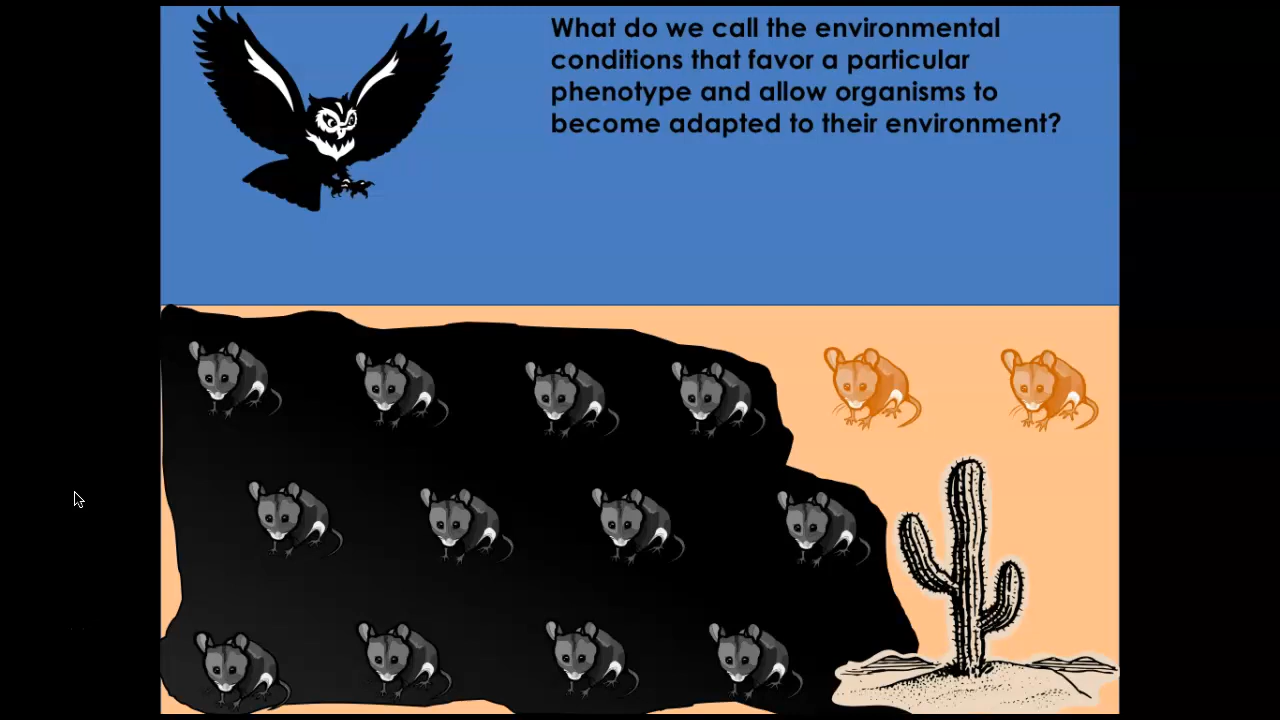 What do we call the environmental
conditions that favor a particular
phenotype and allow organisms to
become adapted to their environment?